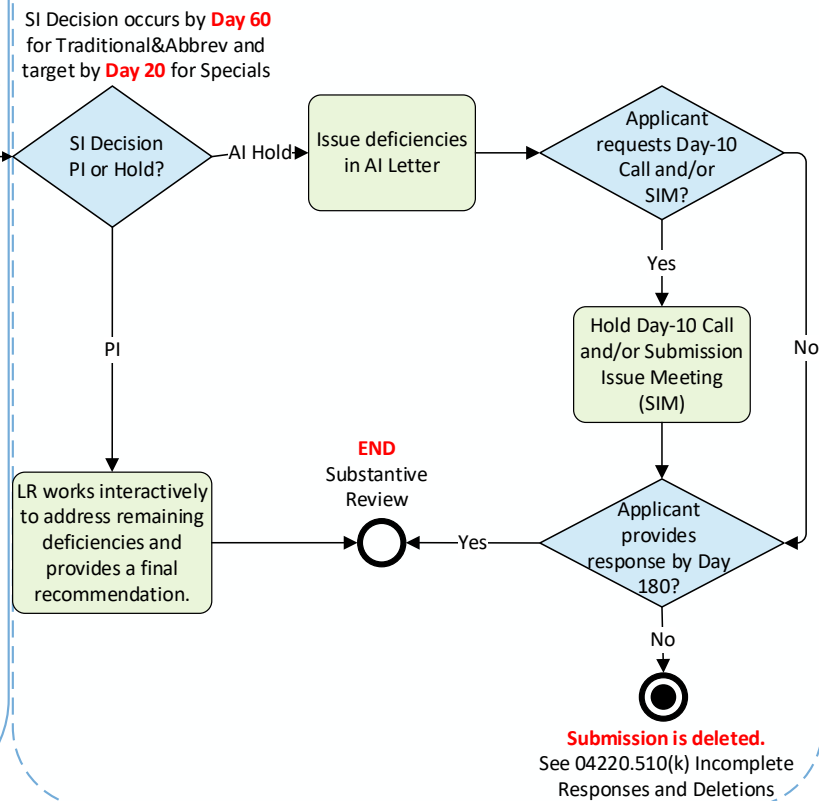 SI Decision occurs by Day 60
for Traditional&Abbrev and
target by Day 20 for Specials
SI Decision
PI or Hold?
AI Hold
Issue deficiencies
in AI Letter
Applicant
requests Day-10
Call and/or
SIM?
Yes
No
Hold Day-10 Call
and/or Submission
Issue Meeting
(SIM)
PI
LR works interactively
to address remaining
deficiencies and
provides a final
recommendation.
END
Substantive
Review
Yes
Applicant
provides
response by Day
180?
No
Submission is deleted.
See 04220.510(k) Incomplete
Responses and Deletions